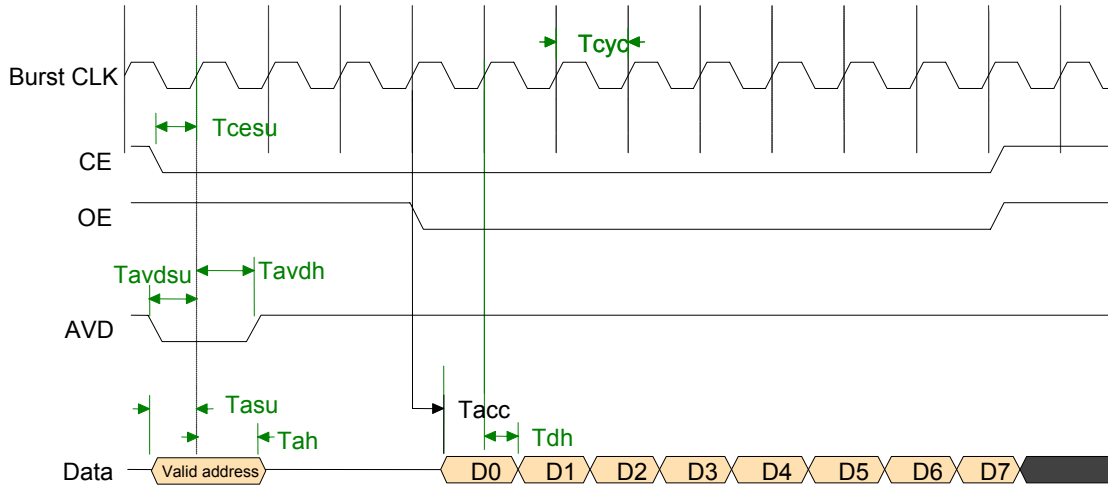 Tcyc
Burst CLK
Tcesu
CE
OE
Tavdsu
Tavdh
AVD
Tasu
Tacc
Tah
Tdh
Data
Valid address
D0
D1
D2
D3
D4
D5
D6
D7